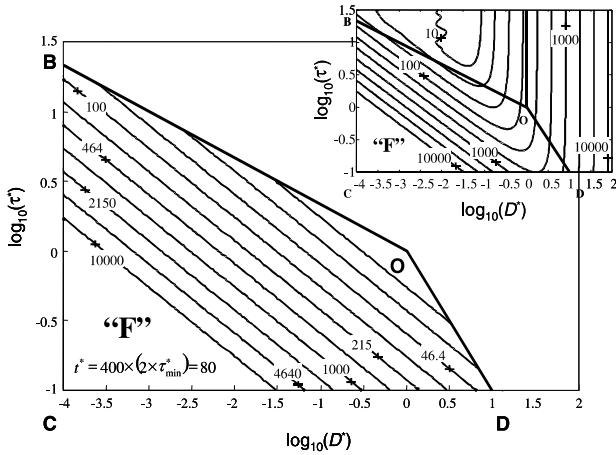 B
1.5
1
0.5
0
-0.5
-1
log10(τ*)
100
464
2150
10000
"F"
t* = 400×(2×τ*min)=80
4640
1000
215
46.4
O
-4 -3.5 -3 -2.5 -2 -1.5 -1 -0.5 0 0.5 1 1.5 2
C
D
log10(D*)
B
1.5
1
0.5
0
-0.5
-1
log10(τ*)
10
1000
100
O
"F"
10000
1000
10000
-4 -3.5 -3 -2.5 -2 -1.5 -1 -0.5 0 0.5 1 1.5 2
C
D
log10(D*)